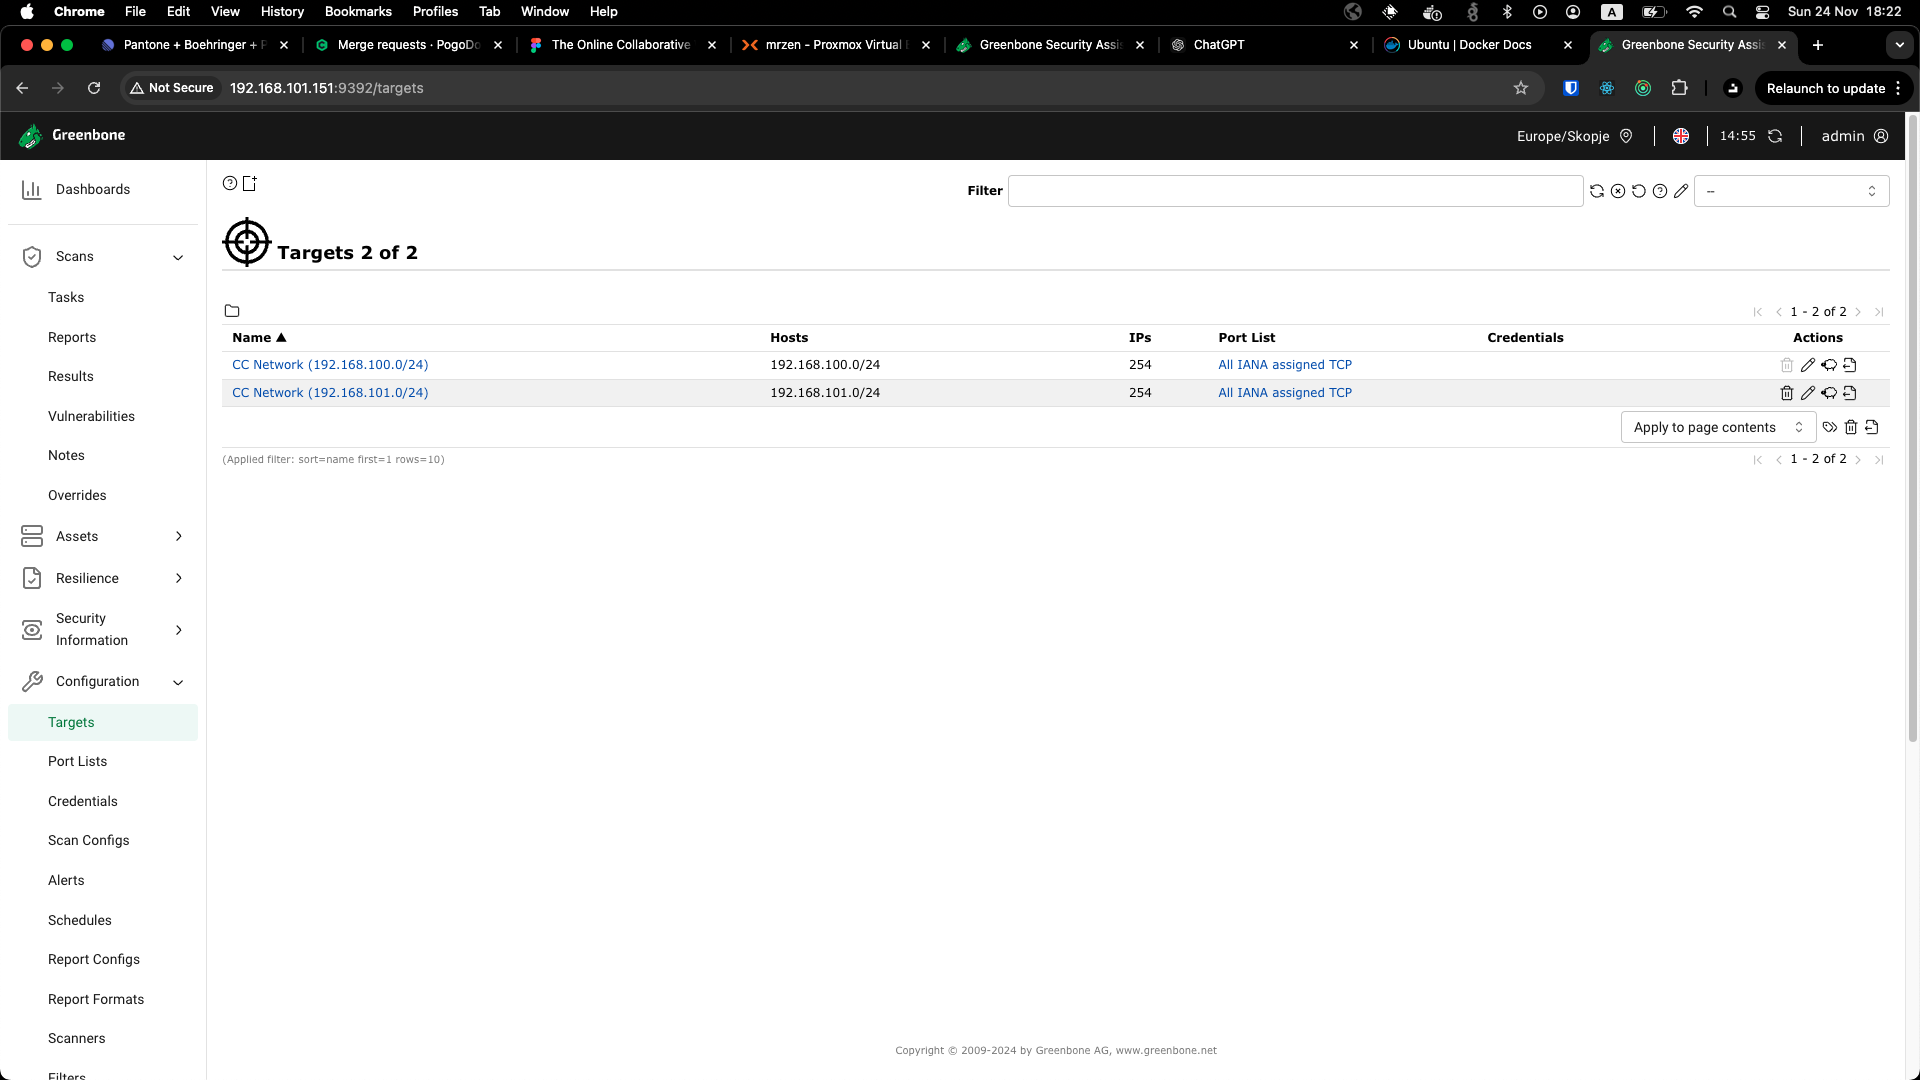 Chrome File Edit View History Bookmarks Profiles Tab Window Help A Sun 24 Nov 18:22
Pantone + Boehringer + P Merge requests · PogoDo The Online Collaborative mrzen - Proxmox Virtual E Greenbone Security Assis ChatGPT Ubuntu | Docker Docs Greenbone Security Assis
Not Secure 192.168.101.151:9392/targets Relaunch to update
Greenbone Europe/Skopje 14:55 admin
Dashboards
Scans
Tasks
Reports
Results
Vulnerabilities
Notes
Overrides
Assets
Resilience
Security
Information
Configuration
Targets
Port Lists
Credentials
Scan Configs
Alerts
Schedules
Report Configs
Report Formats
Scanners
Filters
Filter --
Targets 2 of 2
1 - 2 of 2
Name ▲ Hosts IPs Port List Credentials Actions
CC Network (192.168.100.0/24) 192.168.100.0/24 254 All IANA assigned TCP
CC Network (192.168.101.0/24) 192.168.101.0/24 254 All IANA assigned TCP
Apply to page contents
(Applied filter: sort=name first=1 rows=10) 1 - 2 of 2
Copyright © 2009-2024 by Greenbone AG, www.greenbone.net